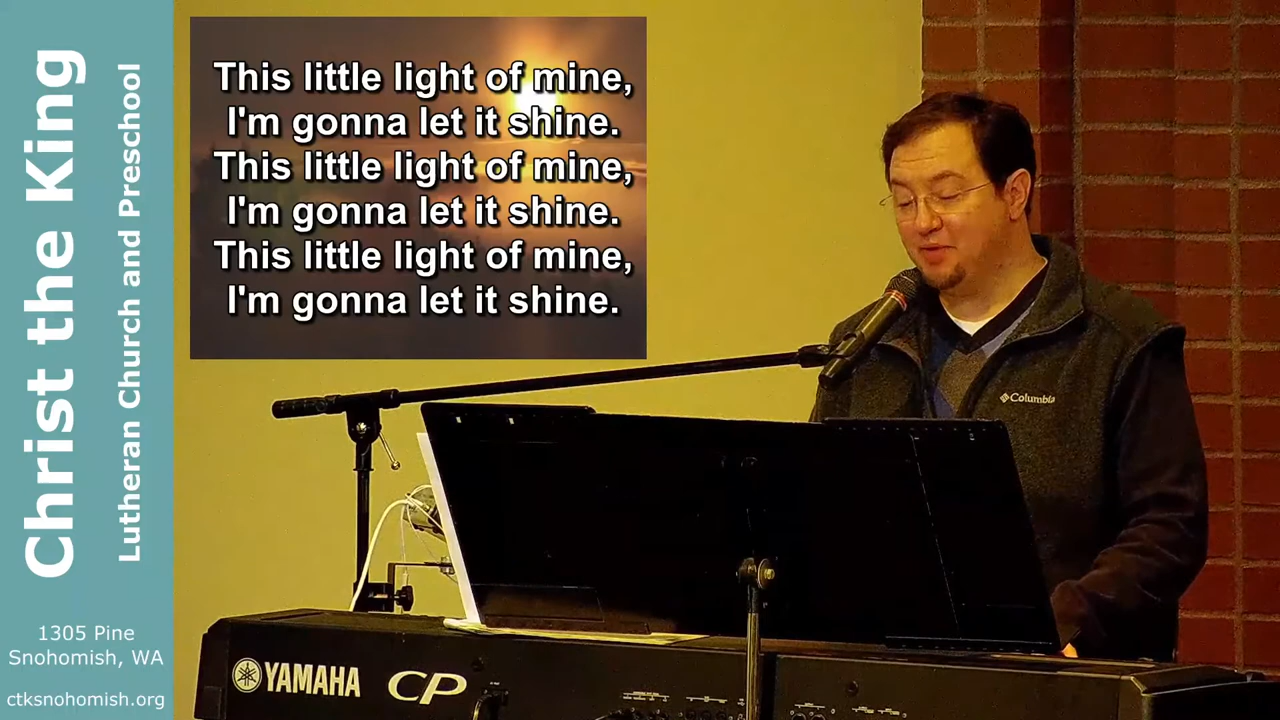 Christ the King
Lutheran Church and Preschool
1305 Pine
Snohomish, WA
ctksnohomish.org
This little light of mine,
I'm gonna let it shine.
This little light of mine,
I'm gonna let it shine.
This little light of mine,
I'm gonna let it shine.
Columbia
YAMAHA CP